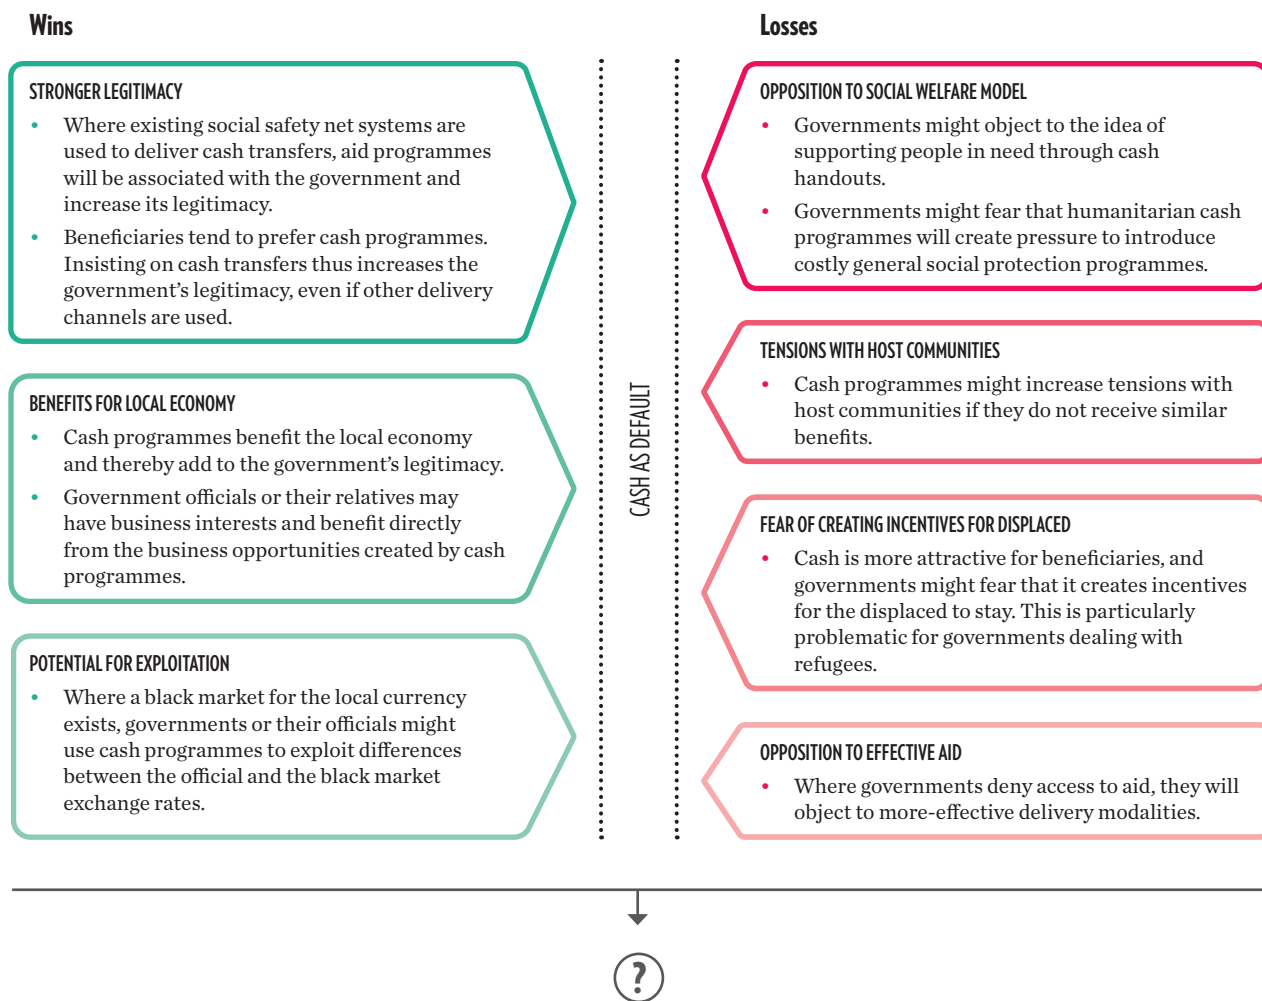 Wins
STRONGER LEGITIMACY
• Where existing social safety net systems are
used to deliver cash transfers, aid programmes
will be associated with the government and
increase its legitimacy.
• Beneficiaries tend to prefer cash programmes.
Insisting on cash transfers thus increases the
government’s legitimacy, even if other delivery
channels are used.
BENEFITS FOR LOCAL ECONOMY
• Cash programmes benefit the local economy
and thereby add to the government’s legitimacy.
• Government officials or their relatives may
have business interests and benefit directly
from the business opportunities created by cash
programmes.
POTENTIAL FOR EXPLOITATION
• Where a black market for the local currency
exists, governments or their officials might
use cash programmes to exploit differences
between the official and the black market
exchange rates.
CASH AS DEFAULT
Losses
OPPOSITION TO SOCIAL WELFARE MODEL
• Governments might object to the idea of
supporting people in need through cash
handouts.
• Governments might fear that humanitarian cash
programmes will create pressure to introduce
costly general social protection programmes.
TENSIONS WITH HOST COMMUNITIES
• Cash programmes might increase tensions with
host communities if they do not receive similar
benefits.
FEAR OF CREATING INCENTIVES FOR DISPLACED
• Cash is more attractive for beneficiaries, and
governments might fear that it creates incentives
for the displaced to stay. This is particularly
problematic for governments dealing with
refugees.
OPPOSITION TO EFFECTIVE AID
• Where governments deny access to aid, they will
object to more-effective delivery modalities.
?